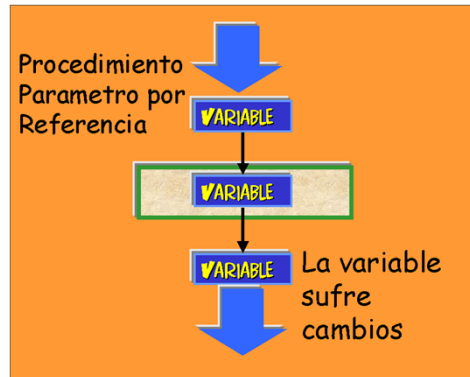 Procedimiento
Parametro por
Referencia
VARIABLE
VARIABLE
VARIABLE
La variable
sufre
cambios